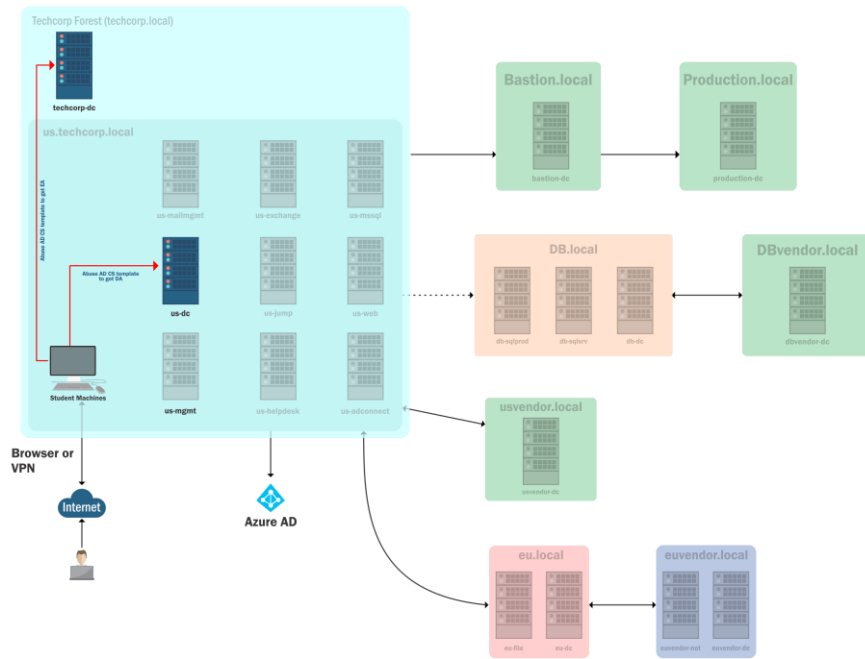 Techcorp Forest (techcorp.local)
techcorp-dc
Bastion.local
bastion-dc
Production.local
production-dc
us.techcorp.local
us-mailmgmt
us-exchange
us-mssql
Abuse AD CS template to get EA
Abuse AD CS template
to get DA
us-dc
us-jump
us-web
DB.local
db-sqlprod
db-sqlsrv
db-dc
DBvendor.local
dbvendor-dc
Student Machines
us-mgmt
us-helpdesk
us-adconnect
usvendor.local
usvendor-dc
Browser or
VPN
Internet
Azure AD
eu.local
eu-file
eu-dc
euvendor.local
euvendor-net
euvendor-dc